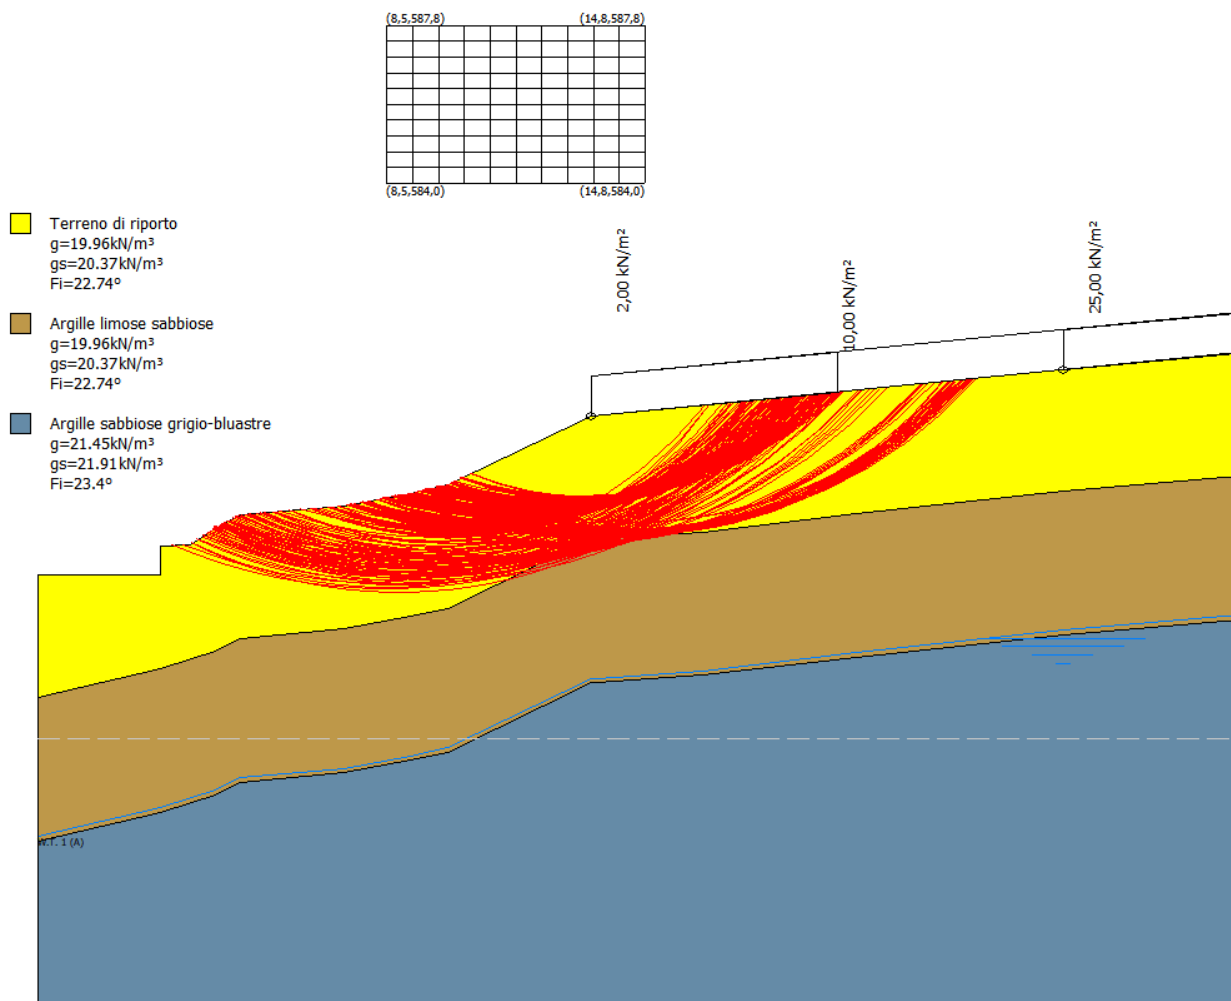 (8,5,587,8)
(14,8,587,8)
(8,5,584,0)
(14,8,584,0)
Terreno di riporto
g=19.96kN/m³
gs=20.37kN/m³
Fi=22.74°
Argille limose sabbiose
g=19.96kN/m³
gs=20.37kN/m³
Fi=22.74°
Argille sabbiose grigio-bluastre
g=21.45kN/m³
gs=21.91kN/m³
Fi=23.4°
2,00 kN/m²
10,00 kN/m²
25,00 kN/m²
W.T. 1 (A)